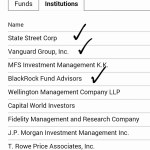 Funds Institutions
Name
State Street Corp
Vanguard Group, Inc.
MFS Investment Management K.K.
BlackRock Fund Advisors
Wellington Management Company LLP
Capital World Investors
Fidelity Management and Research Company
J.P. Morgan Investment Management Inc.
T. Rowe Price Associates, Inc.